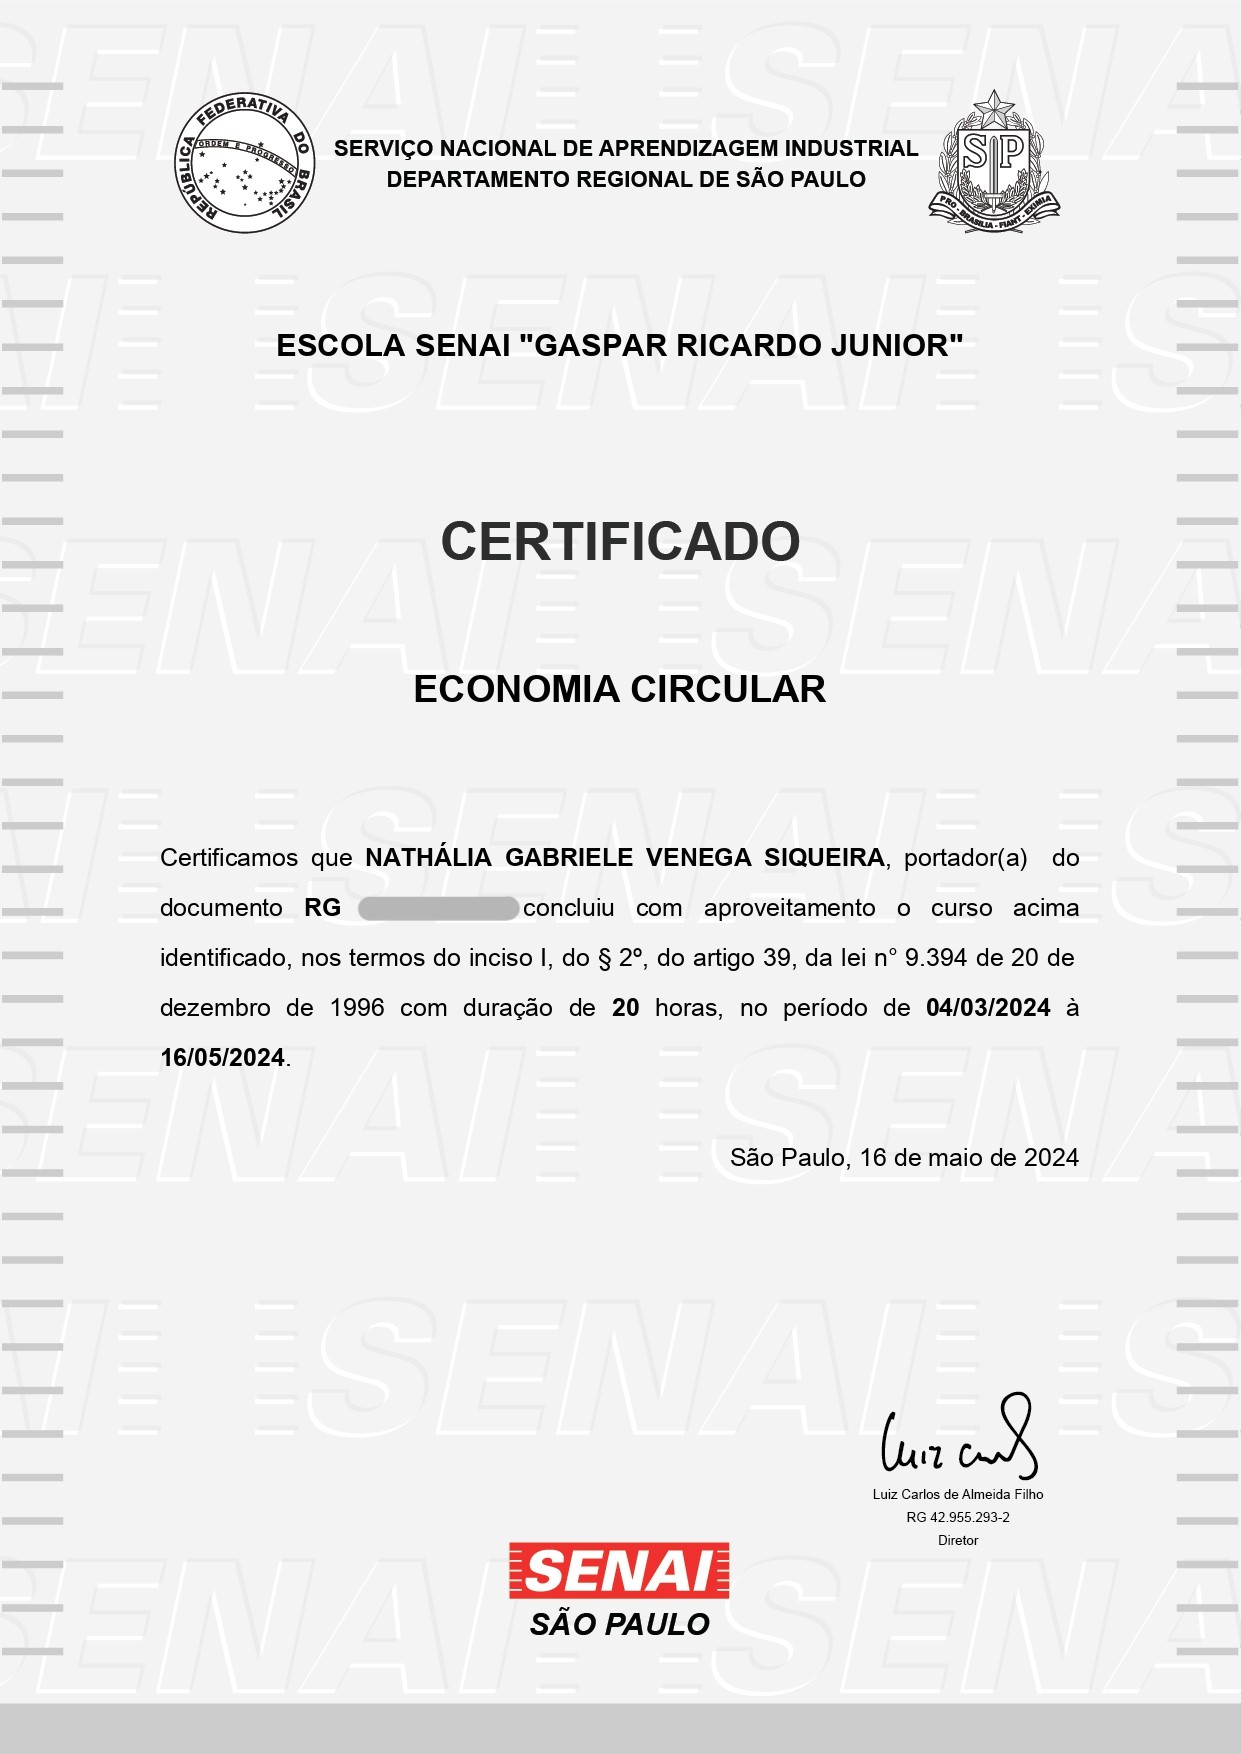 REPÚBLICA FEDERATIVA DO BRASIL
ORDEM E PROGRESSO
SERVIÇO NACIONAL DE APRENDIZAGEM INDUSTRIAL
DEPARTAMENTO REGIONAL DE SÃO PAULO
SP
PRO - BRASILIA - FIANT - EXIMIA
ESCOLA SENAI "GASPAR RICARDO JUNIOR"
CERTIFICADO
ECONOMIA CIRCULAR
Certificamos que NATHÁLIA GABRIELE VENEGA SIQUEIRA, portador(a) do
documento RG concluiu com aproveitamento o curso acima
identificado, nos termos do inciso I, do § 2º, do artigo 39, da lei n° 9.394 de 20 de
dezembro de 1996 com duração de 20 horas, no período de 04/03/2024 à
16/05/2024.
São Paulo, 16 de maio de 2024
Luiz Carlos de Almeida Filho
RG 42.955.293-2
Diretor
SENAI
SÃO PAULO